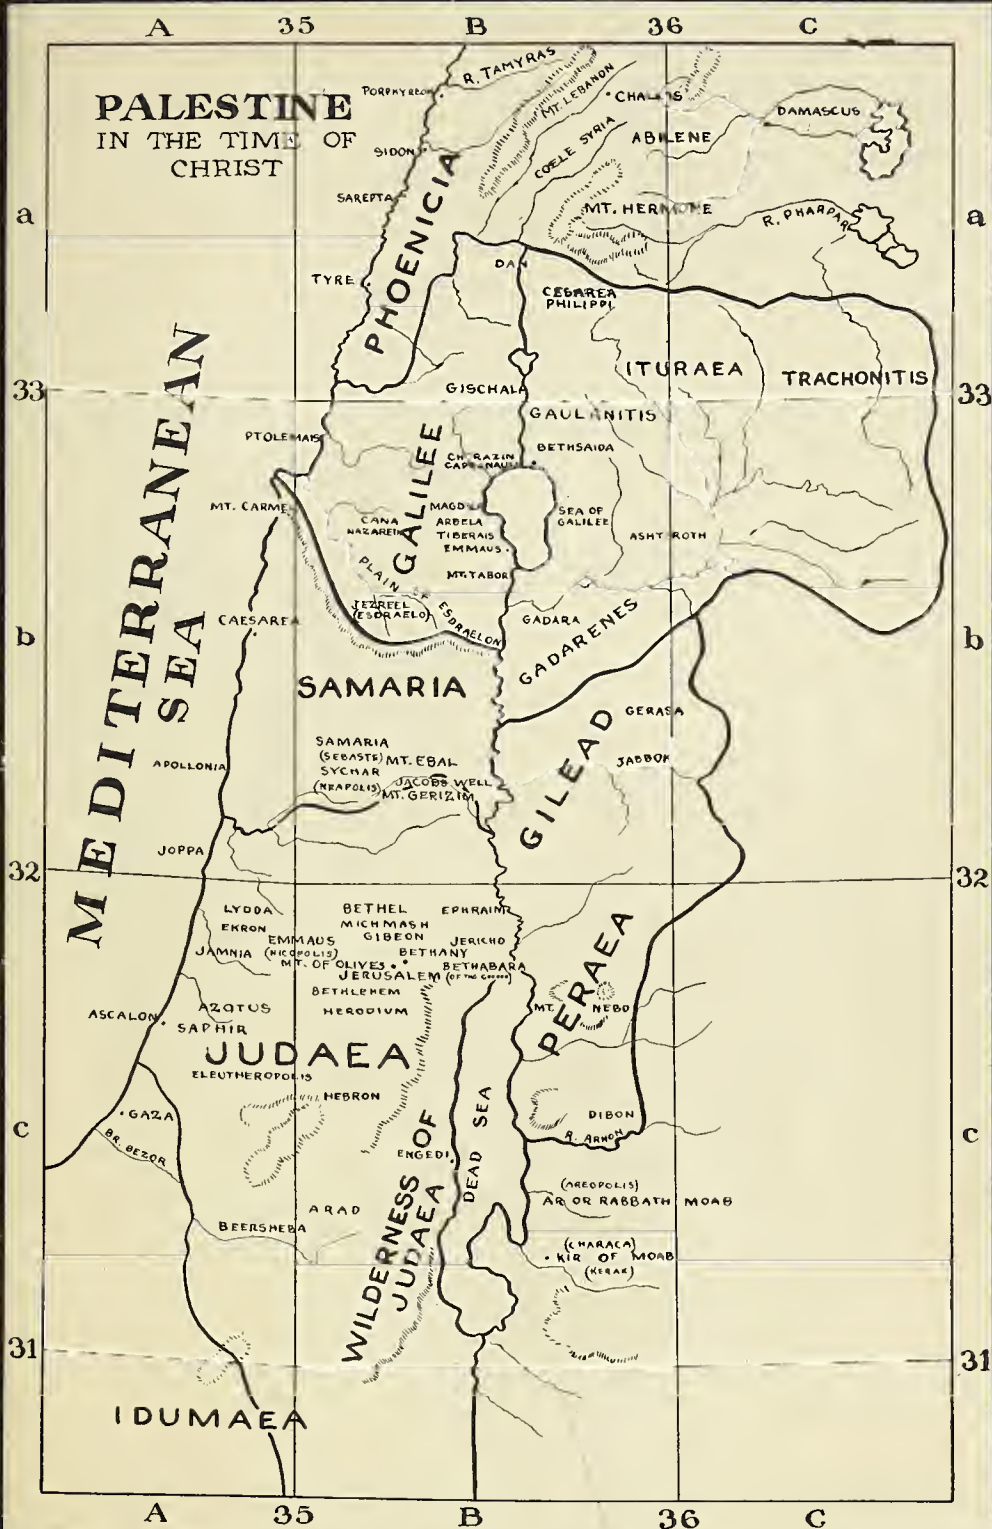 A 35 B 36 C
PALESTINE
IN THE TIME OF
CHRIST
PORPHYREON
R. TAMYRAS
MT. LEBANON
CHALCIS
DAMASCUS
SIDON
COELE SYRIA
ABILENE
SAREPTA
PHOENICIA
MT. HERMONE
R. PHARPAR
a
a
TYRE
DAN
CESAREA
PHILIPPI
ITURAEA
TRACHONITIS
33
33
GISCHALA
GAULANITIS
PTOLEMAIS
GALILEE
BETHSAIDA
CHORAZIN
CAPERNAUM
MT. CARMEL
MAGDALA
SEA OF
GALILEE
CANA
NAZARETH
ARBELA
TIBERAIS
EMMAUS
ASHTOROTH
MT. TABOR
PLAIN OF ESDRAELON
JEZREEL
(ESDRAELO)
GADARA
GADARENES
CAESAREA
b
b
MEDITERRANEAN
SEA
SAMARIA
GILEAD
GERASA
SAMARIA
(SEBASTE) MT. EBAL
SYCHAR
(NEAPOLIS)
JACOBS WELL
MT. GERIZIM
JABBOK
APOLLONIA
JOPPA
32
32
LYDDA
BETHEL
EPHRAIM
EKRON
MICHMASH
GIBEON
EMMAUS
(NICOPOLIS)
JERICHO
JAMNIA
BETHANY
MT. OF OLIVES
BETHABARA
JERUSALEM
PERAEA
BETHLEHEM
AZOTUS
HERODIUM
MT. NEBO
ASCALON
SAPHIR
JUDAEA
ELEUTHEROPOLIS
HEBRON
GAZA
DIBON
R. ARNON
c
c
BR. BEZOR
ENGEDI
DEAD SEA
WILDERNESS OF
JUDAEA
(AREOPOLIS)
AR OR RABBATH MOAB
ARAD
BEERSHEBA
(CHARACA)
KIR OF MOAB
(KERAK)
31
31
IDUMAEA
A 35 B 36 C